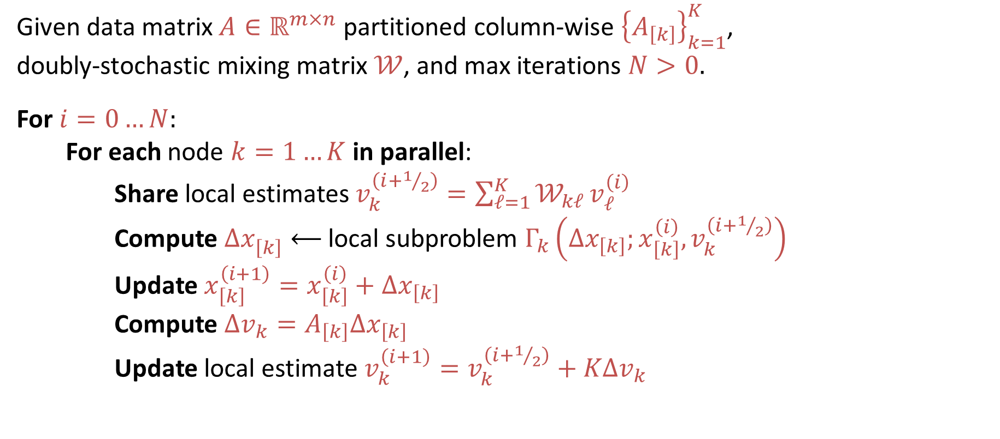 Given data matrix $A \in \mathbb{R}^{m \times n}$ partitioned column-wise $\left\{A_{[k]}\right\}_{k=1}^{K}$,
doubly-stochastic mixing matrix $\mathcal{W}$, and max iterations $N > 0$.
For $i = 0 \ldots N$:
For each node $k = 1 \ldots K$ in parallel:
Share local estimates $v_k^{(i+1/2)} = \sum_{\ell=1}^{K} \mathcal{W}_{k\ell} \, v_\ell^{(i)}$
Compute $\Delta x_{[k]} \longleftarrow$ local subproblem $\Gamma_k \left( \Delta x_{[k]}; x_{[k]}^{(i)}, v_k^{(i+1/2)} \right)$
Update $x_{[k]}^{(i+1)} = x_{[k]}^{(i)} + \Delta x_{[k]}$
Compute $\Delta v_k = A_{[k]} \Delta x_{[k]}$
Update local estimate $v_k^{(i+1)} = v_k^{(i+1/2)} + K \Delta v_k$